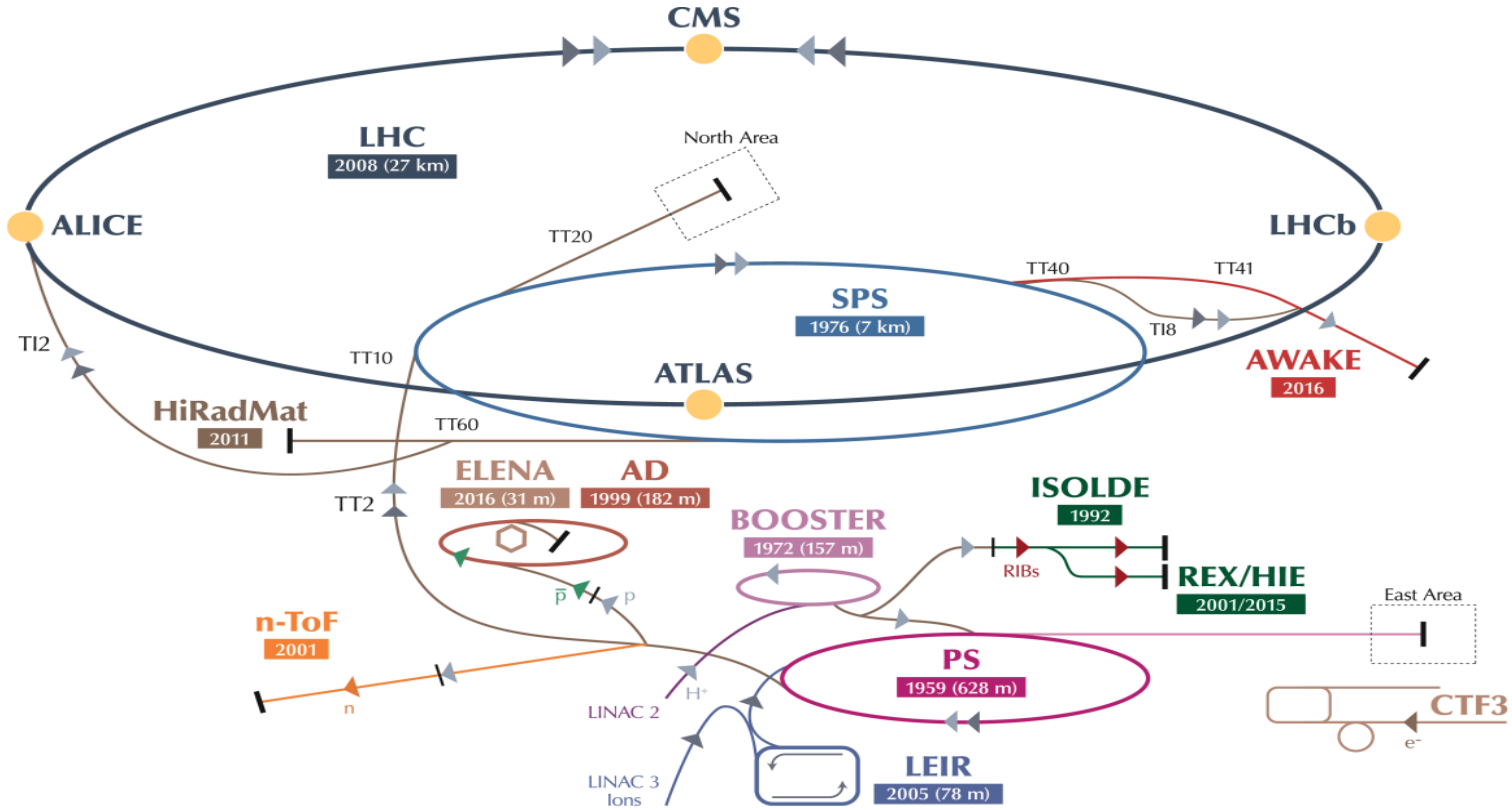 CMS
LHC
2008 (27 km)
North Area
ALICE
LHCb
TT20
TT40
TT41
SPS
1976 (7 km)
TI2
TT10
TI8
ATLAS
AWAKE
2016
HiRadMat
2011
TT60
ELENA
2016 (31 m)
AD
1999 (182 m)
TT2
BOOSTER
1972 (157 m)
ISOLDE
1992
RIBs
REX/HIE
2001/2015
East Area
p̅
p
n-ToF
2001
n
PS
1959 (628 m)
H⁺
LINAC 2
CTF3
e⁻
LINAC 3
Ions
LEIR
2005 (78 m)